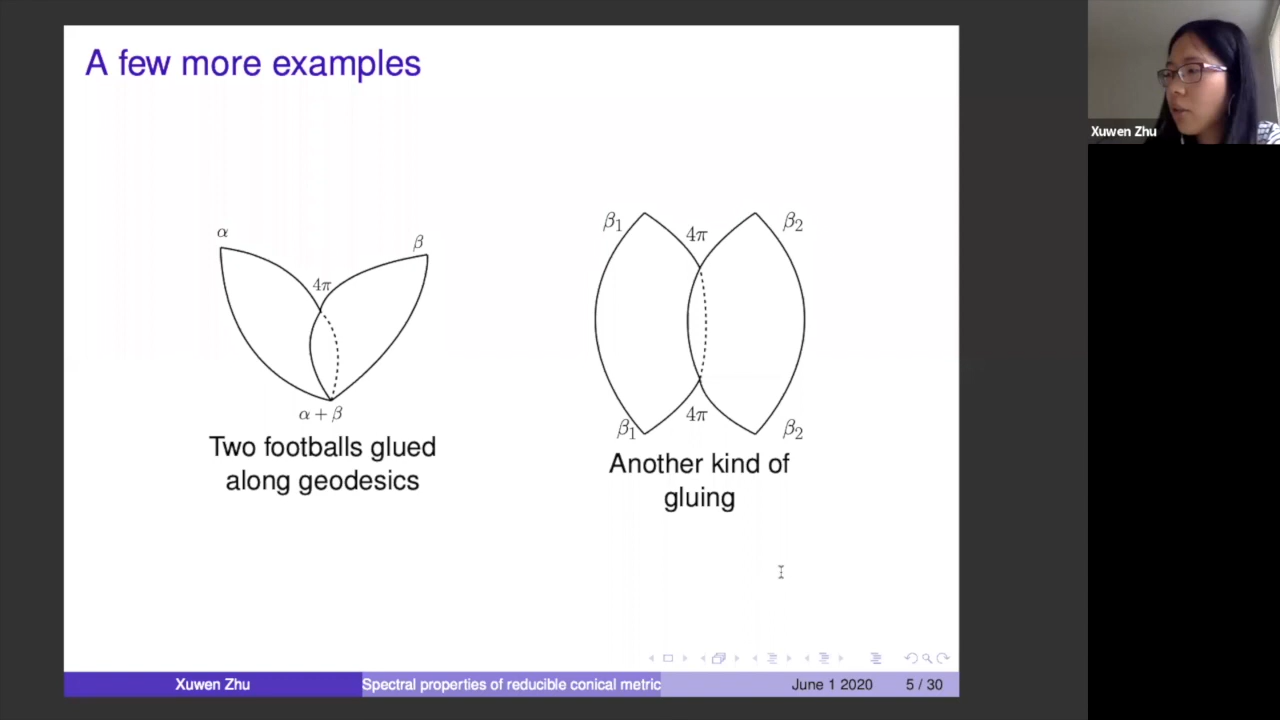 A few more examples
α
β
4π
α + β
Two footballs glued
along geodesics
β₁
4π
β₂
β₁
4π
β₂
Another kind of
gluing
Xuwen Zhu
Spectral properties of reducible conical metric
June 1 2020
5 / 30
Xuwen Zhu